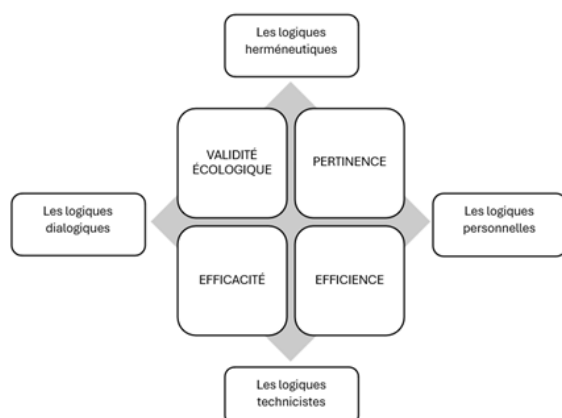 Les logiques
herméneutiques
VALIDITÉ
ÉCOLOGIQUE
PERTINENCE
Les logiques
dialogiques
Les logiques
personnelles
EFFICACITÉ
EFFICIENCE
Les logiques
technicistes